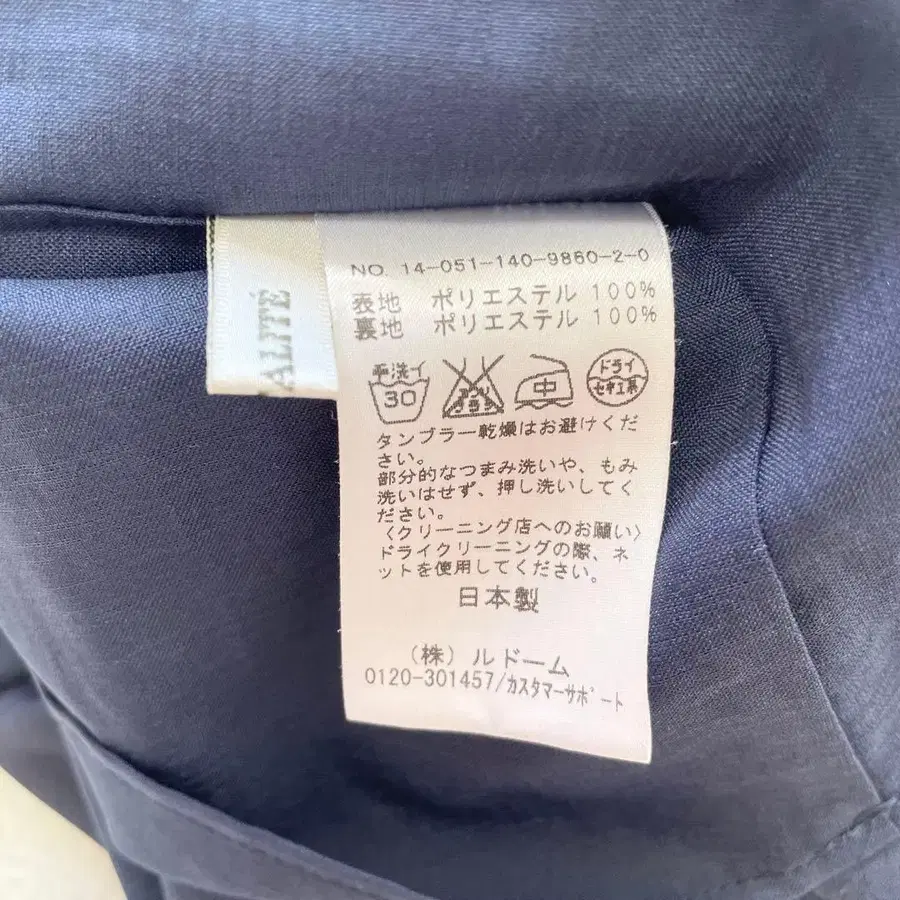 ALITÉ
NO. 14-051-140-9860-2-0
表地 ポリエステル 100%
裏地 ポリエステル 100%
手洗イ
30
エンソ
サラシ
中
ドライ
セキユ系
タンブラー乾燥はお避けくだ
さい。
部分的なつまみ洗いや、もみ
洗いはせず、押し洗いしてく
ださい。
〈クリーニング店へのお願い〉
ドライクリーニングの際、ネ
ットを使用してください。
日本製
(株) ルドーム
0120-301457/カスタマーサポート